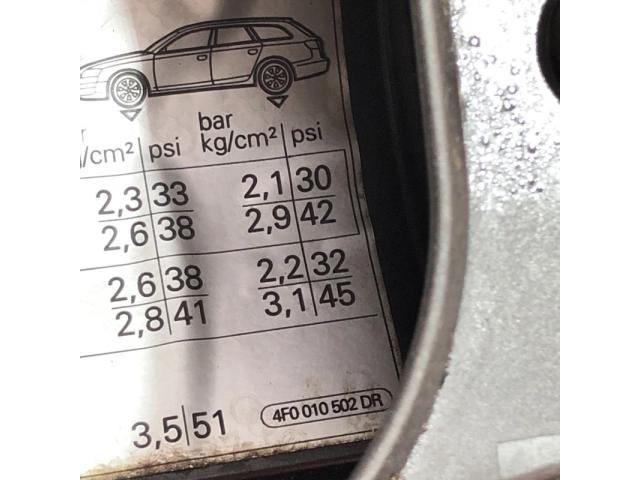 bar
/cm² psi kg/cm² psi
2,3 33 2,1 30
2,6 38 2,9 42
2,6 38 2,2 32
2,8 41 3,1 45
3,5 51 4F0 010 502 DR